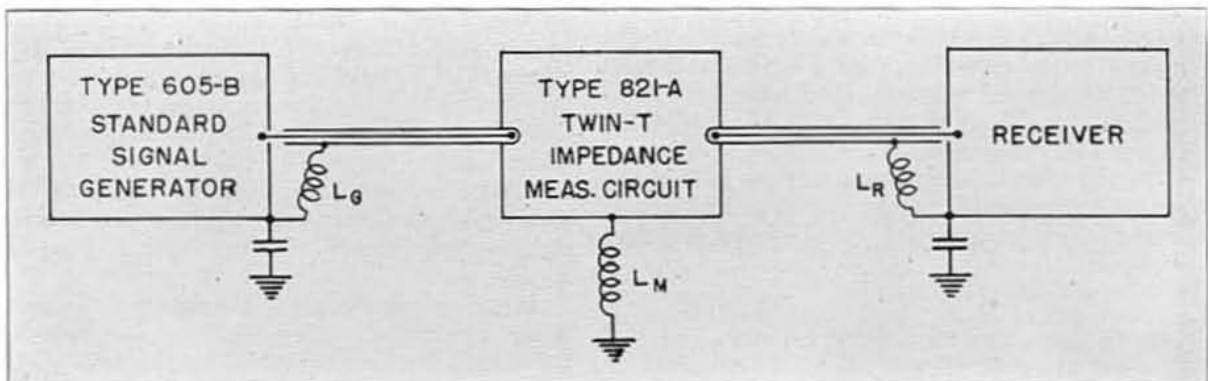 TYPE 605-B
STANDARD
SIGNAL
GENERATOR
L_G
TYPE 821-A
TWIN-T
IMPEDANCE
MEAS. CIRCUIT
L_M
L_R
RECEIVER